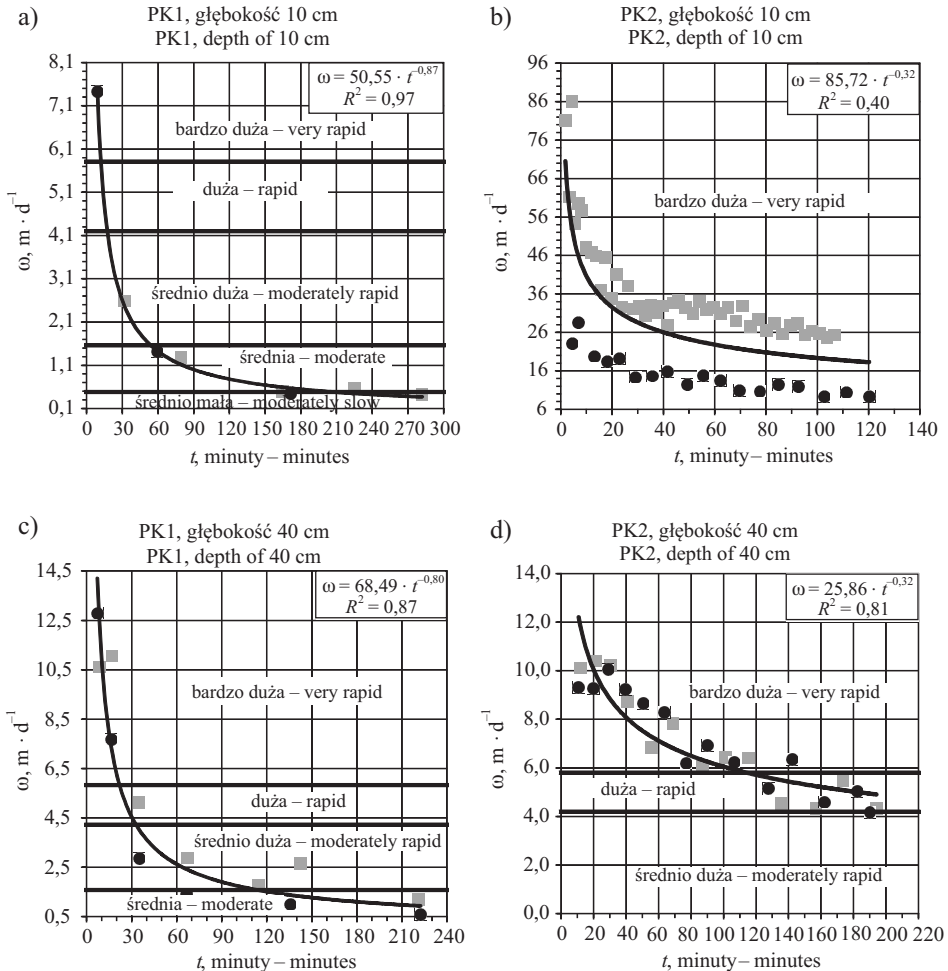 a)
PK1, głębokość 10 cm
PK1, depth of 10 cm
ω = 50,55 · t–0,87
R2 = 0,97
8,1
7,1
6,1
5,1
4,1
3,1
2,1
1,1
0,1
ω, m · d–1
bardzo duża – very rapid
duża – rapid
średnio duża – moderately rapid
średnia – moderate
średnio mała – moderately slow
0 30 60 90 120 150 180 210 240 270 300
t, minuty – minutes
b)
PK2, głębokość 10 cm
PK2, depth of 10 cm
ω = 85,72 · t–0,32
R2 = 0,40
96
86
76
66
56
46
36
26
16
6
ω, m · d–1
bardzo duża – very rapid
0 20 40 60 80 100 120 140
t, minuty – minutes
c)
PK1, głębokość 40 cm
PK1, depth of 40 cm
ω = 68,49 · t–0,80
R2 = 0,87
14,5
12,5
10,5
8,5
6,5
4,5
2,5
0,5
ω, m · d–1
bardzo duża – very rapid
duża – rapid
średnio duża – moderately rapid
średnia – moderate
0 30 60 90 120 150 180 210 240
t, minuty – minutes
d)
PK2, głębokość 40 cm
PK2, depth of 40 cm
ω = 25,86 · t–0,32
R2 = 0,81
14,0
12,0
10,0
8,0
6,0
4,0
2,0
0,0
ω, m · d–1
bardzo duża – very rapid
duża – rapid
średnio duża – moderately rapid
0 20 40 60 80 100 120 140 160 180 200 220
t, minuty – minutes